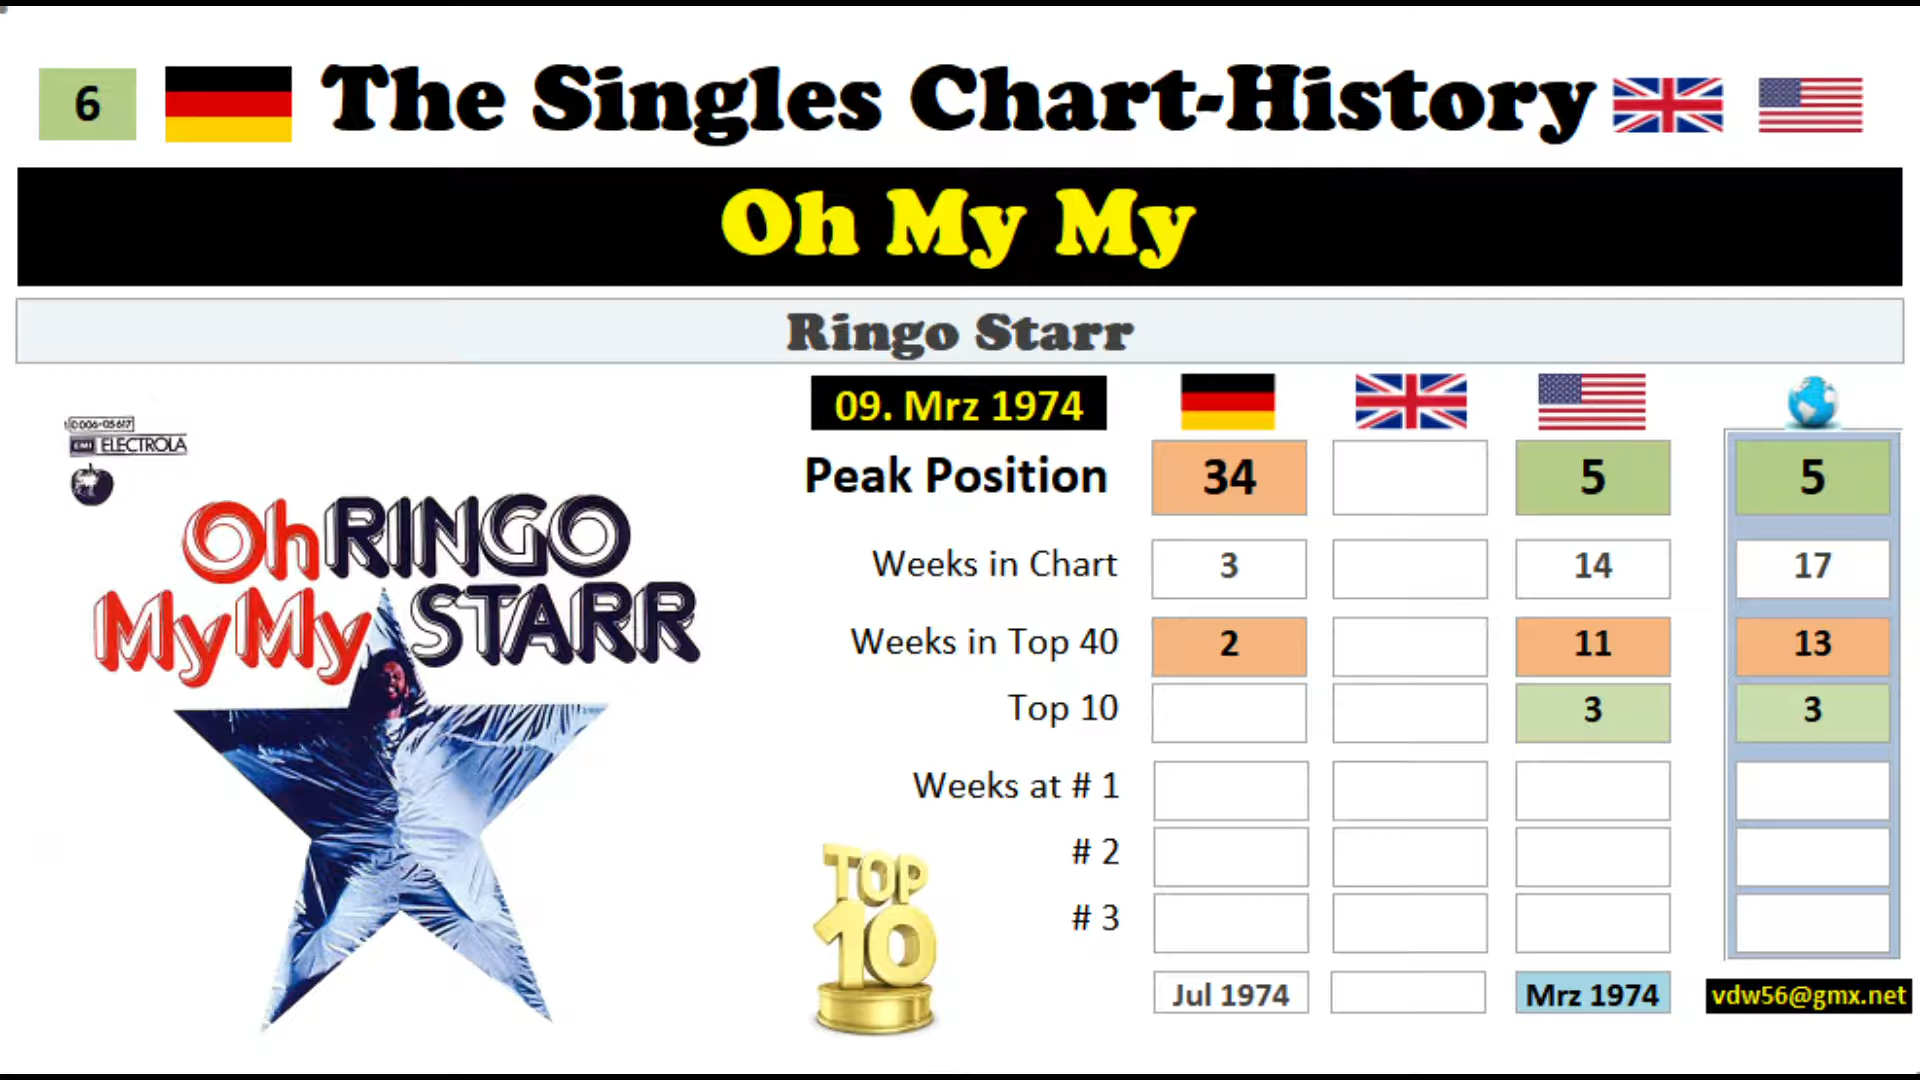 6 The Singles Chart-History
Oh My My
Ringo Starr
09. Mrz 1974
ELECTROLA
Oh RINGO
My My STARR
Peak Position 34 5 5
Weeks in Chart 3 14 17
Weeks in Top 40 2 11 13
Top 10 3 3
Weeks at # 1
# 2
# 3
TOP
10
Jul 1974 Mrz 1974 vdw56@gmx.net